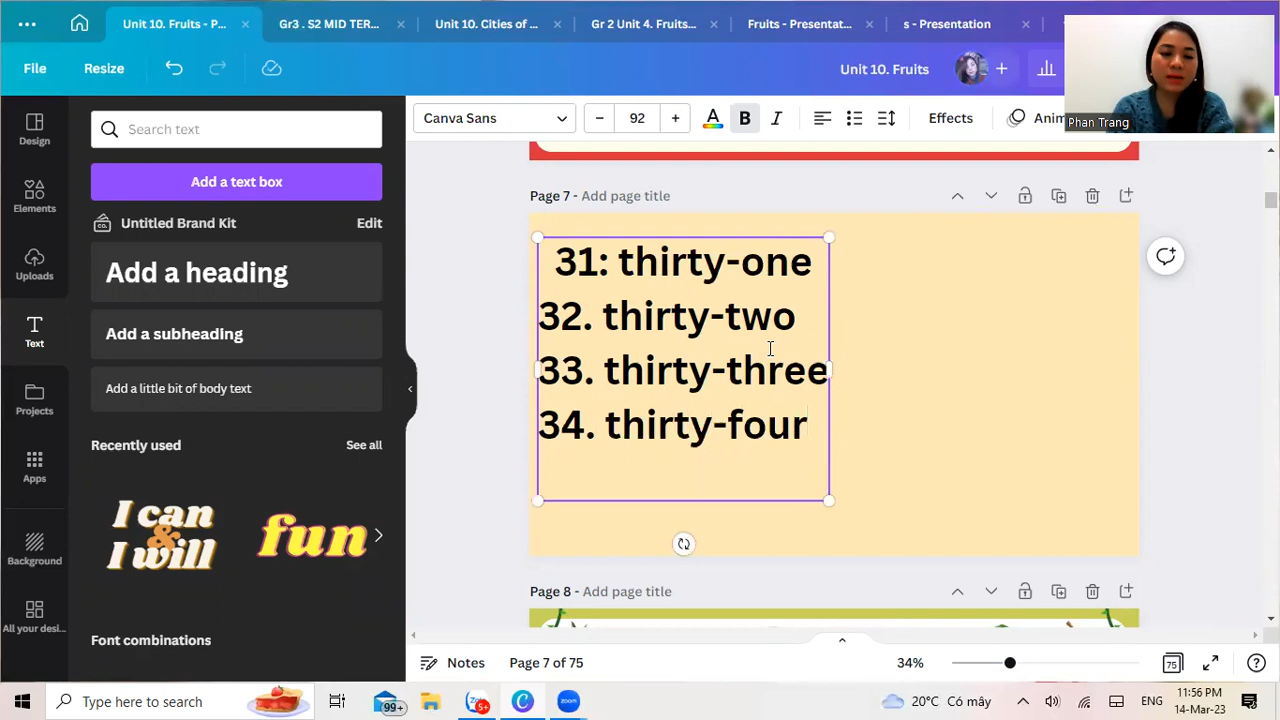 Unit 10. Fruits - P...
Gr3 . S2 MID TER...
Unit 10. Cities of ...
Gr 2 Unit 4. Fruits...
Fruits - Presentat...
s - Presentation
File
Resize
Unit 10. Fruits
Phan Trang
Design
Elements
Uploads
Text
Projects
Apps
Background
All your desi...
Search text
Add a text box
Untitled Brand Kit
Edit
Add a heading
Add a subheading
Add a little bit of body text
Recently used
See all
I can
& 
I will
fun
Font combinations
Canva Sans
92
A
B
I
Effects
Anim
Page 7 - Add page title
31: thirty-one
32. thirty-two
33. thirty-three
34. thirty-four
Page 8 - Add page title
Notes
Page 7 of 75
34%
75
Type here to search
99+
5+
zoom
20°C Có mây
ENG
11:56 PM
14-Mar-23